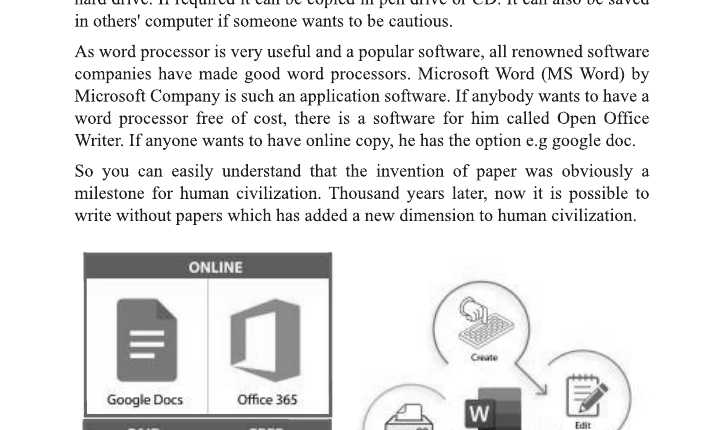 in others' computer if someone wants to be cautious.
As word processor is very useful and a popular software, all renowned software
companies have made good word processors. Microsoft Word (MS Word) by
Microsoft Company is such an application software. If anybody wants to have a
word processor free of cost, there is a software for him called Open Office
Writer. If anyone wants to have online copy, he has the option e.g google doc.
So you can easily understand that the invention of paper was obviously a
milestone for human civilization. Thousand years later, now it is possible to
write without papers which has added a new dimension to human civilization.
ONLINE
Google Docs
Office 365
Create
W
Edit